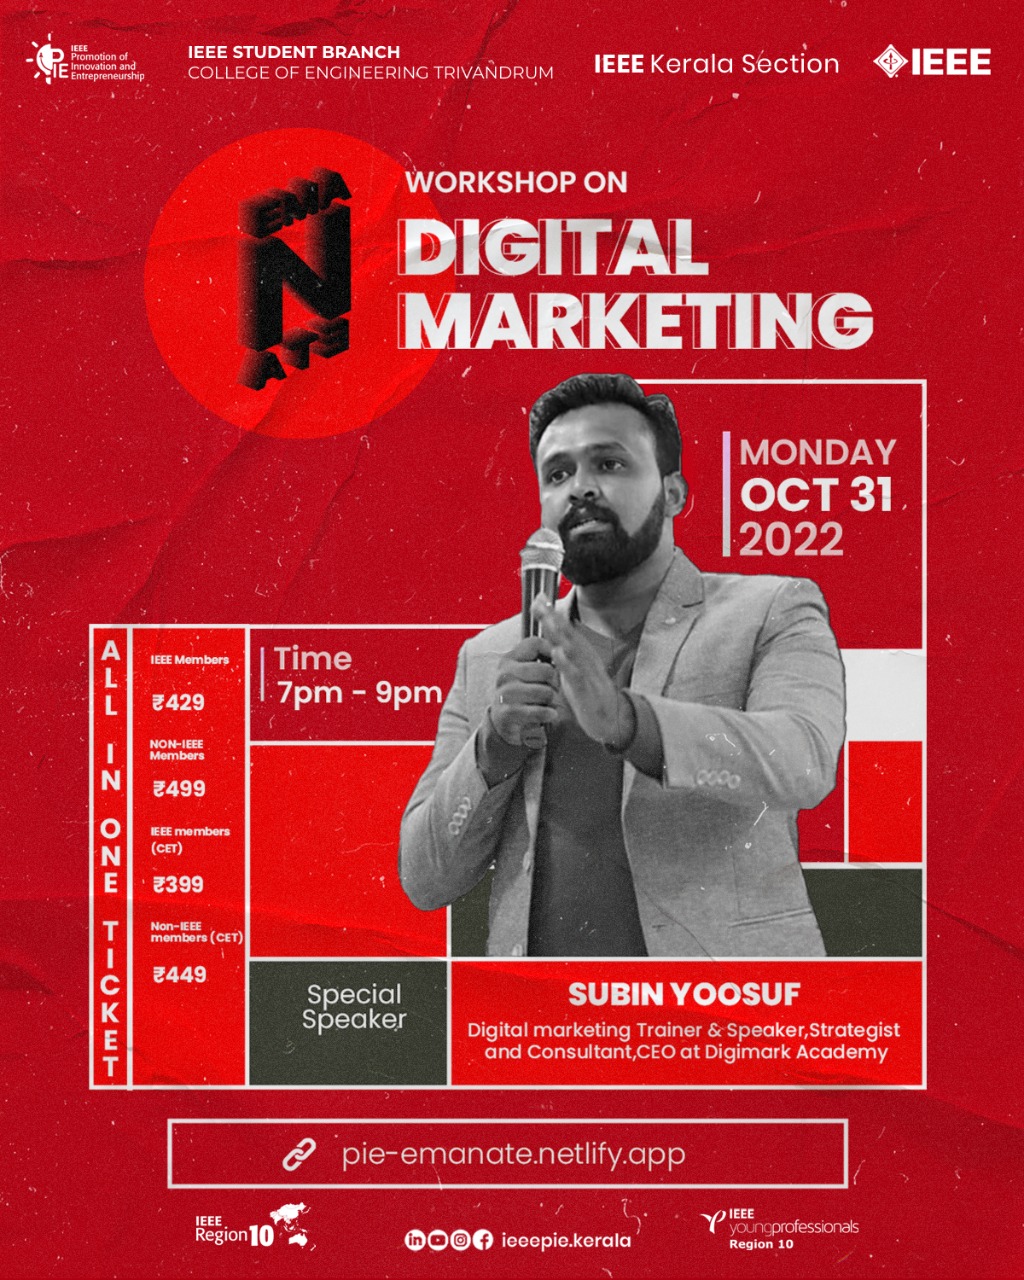 IEEE
Promotion of
Innovation and
Entrepreneurship
PIE
IEEE STUDENT BRANCH
COLLEGE OF ENGINEERING TRIVANDRUM
IEEE Kerala Section
IEEE
EMA
N
ATE
WORKSHOP ON
DIGITAL
MARKETING
MONDAY
OCT 31
2022
ALL IN ONE TICKET
IEEE Members
₹429
NON-IEEE
Members
₹499
IEEE members
(CET)
₹399
Non-IEEE
members (CET)
₹449
Time
7pm - 9pm
Special
Speaker
SUBIN YOOSUF
Digital marketing Trainer & Speaker,Strategist
and Consultant,CEO at Digimark Academy
pie-emanate.netlify.app
IEEE
Region 10
ieeepie.kerala
IEEE
youngprofessionals
Region 10